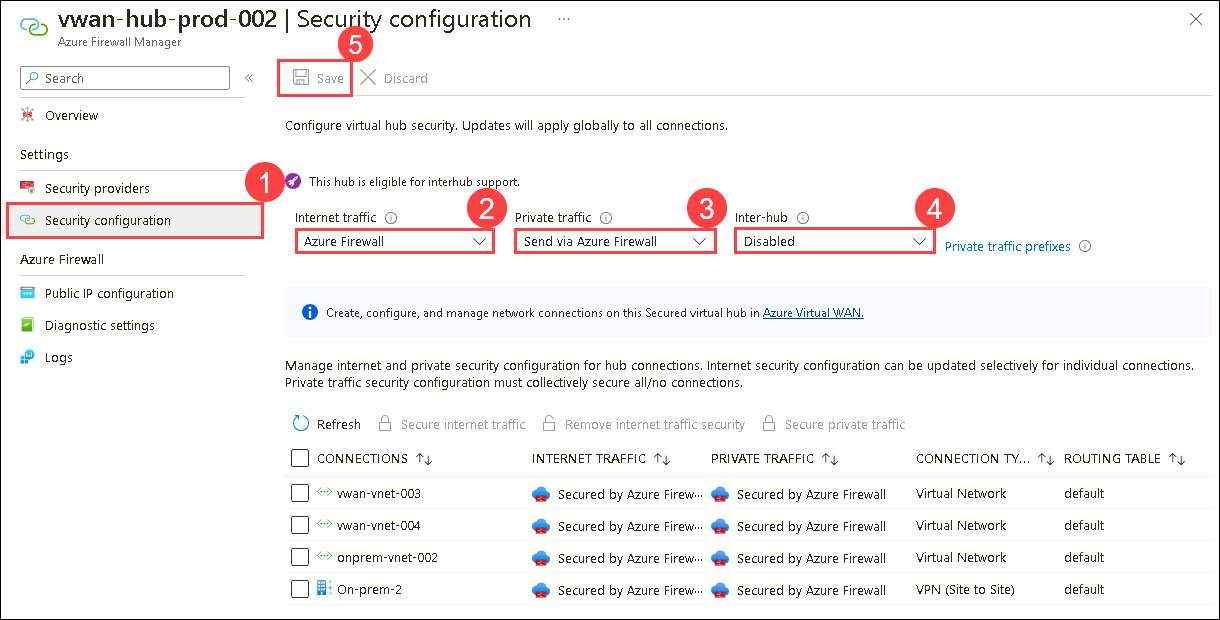 vwan-hub-prod-002 | Security configuration ···
Azure Firewall Manager
5
Search
«
Save
Discard
Overview
Configure virtual hub security. Updates will apply globally to all connections.
Settings
1
This hub is eligible for interhub support.
Security providers
Security configuration
2
3
4
Internet traffic
Private traffic
Inter-hub
Azure Firewall
Send via Azure Firewall
Disabled
Private traffic prefixes
Azure Firewall
Public IP configuration
Diagnostic settings
Logs
Create, configure, and manage network connections on this Secured virtual hub in Azure Virtual WAN.
Manage internet and private security configuration for hub connections. Internet security configuration can be updated selectively for individual connections.
Private traffic security configuration must collectively secure all/no connections.
Refresh Secure internet traffic Remove internet traffic security Secure private traffic
CONNECTIONS ↑↓ INTERNET TRAFFIC ↑↓ PRIVATE TRAFFIC ↑↓ CONNECTION TY... ↑↓ ROUTING TABLE ↑↓
vwan-vnet-003 Secured by Azure Firew... Secured by Azure Firewall Virtual Network default
vwan-vnet-004 Secured by Azure Firew... Secured by Azure Firewall Virtual Network default
onprem-vnet-002 Secured by Azure Firew... Secured by Azure Firewall Virtual Network default
On-prem-2 Secured by Azure Firew... Secured by Azure Firewall VPN (Site to Site) default